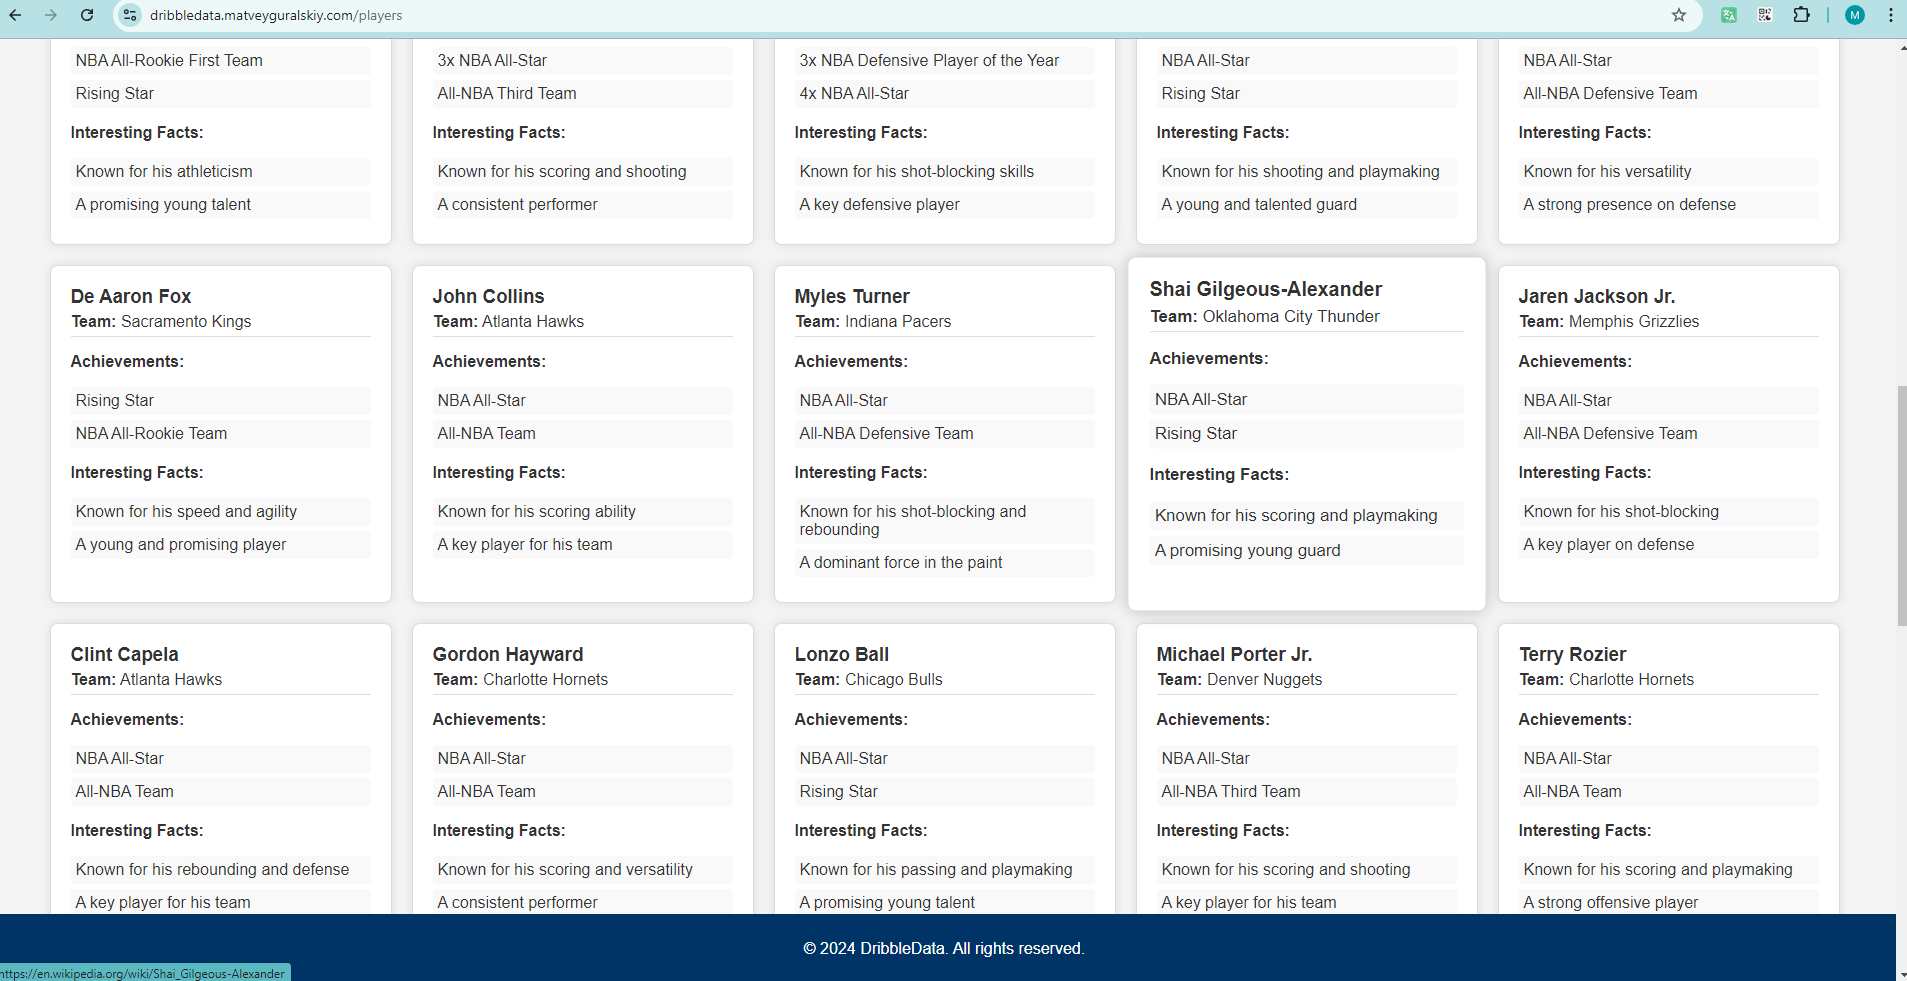 dribbledata.matveyguralskiy.com/players
M
NBA All-Rookie First Team
Rising Star
Interesting Facts:
Known for his athleticism
A promising young talent
3x NBA All-Star
All-NBA Third Team
Interesting Facts:
Known for his scoring and shooting
A consistent performer
3x NBA Defensive Player of the Year
4x NBA All-Star
Interesting Facts:
Known for his shot-blocking skills
A key defensive player
NBA All-Star
Rising Star
Interesting Facts:
Known for his shooting and playmaking
A young and talented guard
NBA All-Star
All-NBA Defensive Team
Interesting Facts:
Known for his versatility
A strong presence on defense
De Aaron Fox
Team: Sacramento Kings
Achievements:
Rising Star
NBA All-Rookie Team
Interesting Facts:
Known for his speed and agility
A young and promising player
John Collins
Team: Atlanta Hawks
Achievements:
NBA All-Star
All-NBA Team
Interesting Facts:
Known for his scoring ability
A key player for his team
Myles Turner
Team: Indiana Pacers
Achievements:
NBA All-Star
All-NBA Defensive Team
Interesting Facts:
Known for his shot-blocking and
rebounding
A dominant force in the paint
Shai Gilgeous-Alexander
Team: Oklahoma City Thunder
Achievements:
NBA All-Star
Rising Star
Interesting Facts:
Known for his scoring and playmaking
A promising young guard
Jaren Jackson Jr.
Team: Memphis Grizzlies
Achievements:
NBA All-Star
All-NBA Defensive Team
Interesting Facts:
Known for his shot-blocking
A key player on defense
Clint Capela
Team: Atlanta Hawks
Achievements:
NBA All-Star
All-NBA Team
Interesting Facts:
Known for his rebounding and defense
A key player for his team
Gordon Hayward
Team: Charlotte Hornets
Achievements:
NBA All-Star
All-NBA Team
Interesting Facts:
Known for his scoring and versatility
A consistent performer
Lonzo Ball
Team: Chicago Bulls
Achievements:
NBA All-Star
Rising Star
Interesting Facts:
Known for his passing and playmaking
A promising young talent
Michael Porter Jr.
Team: Denver Nuggets
Achievements:
NBA All-Star
All-NBA Third Team
Interesting Facts:
Known for his scoring and shooting
A key player for his team
Terry Rozier
Team: Charlotte Hornets
Achievements:
NBA All-Star
All-NBA Team
Interesting Facts:
Known for his scoring and playmaking
A strong offensive player
© 2024 DribbleData. All rights reserved.
https://en.wikipedia.org/wiki/Shai_Gilgeous-Alexander